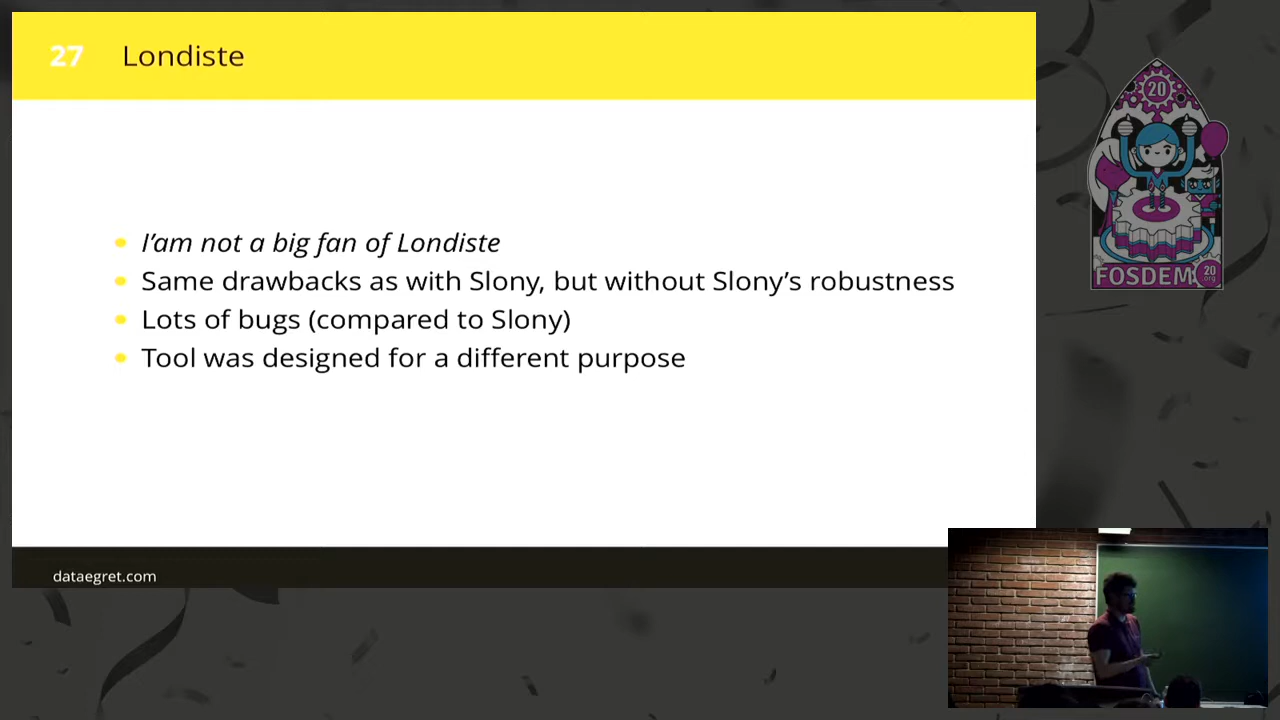 27 Londiste
I'am not a big fan of Londiste
Same drawbacks as with Slony, but without Slony's robustness
Lots of bugs (compared to Slony)
Tool was designed for a different purpose
dataegret.com
20
FOSDEM 20
.org